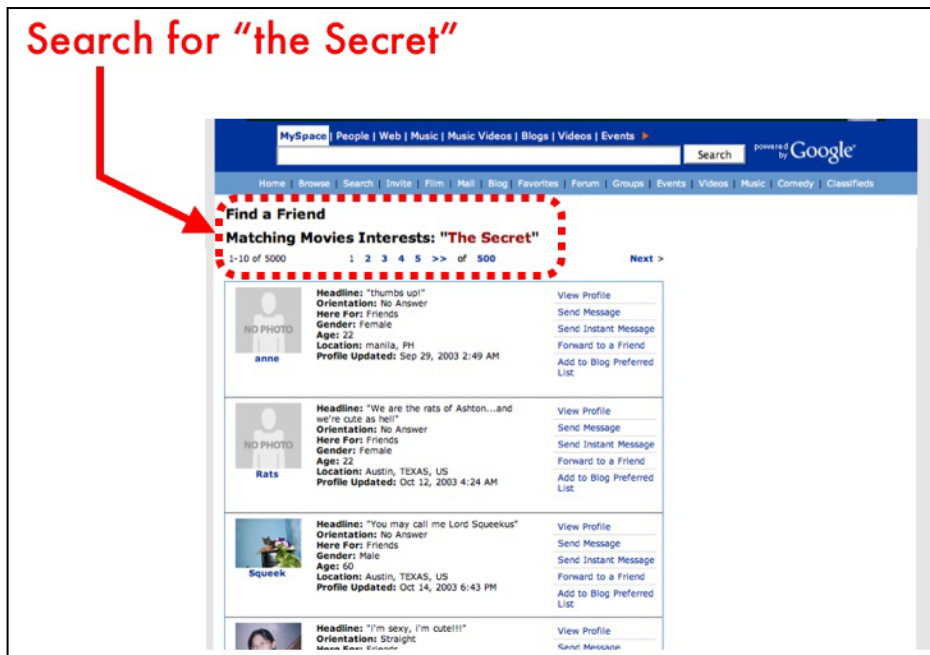 Search for “the Secret”
MySpace | People | Web | Music | Music Videos | Blogs | Videos | Events
Search
powered by Google
Home | Browse | Search | Invite | Film | Mail | Blog | Favorites | Forum | Groups | Events | Videos | Music | Comedy | Classifieds
Find a Friend
Matching Movies Interests: "The Secret"
1-10 of 5000 1 2 3 4 5 >> of 500 Next >
NO PHOTO
anne
Headline: "thumbs up!"
Orientation: No Answer
Here For: Friends
Gender: Female
Age: 22
Location: manila, PH
Profile Updated: Sep 29, 2003 2:49 AM
View Profile
Send Message
Send Instant Message
Forward to a Friend
Add to Blog Preferred
List
NO PHOTO
Rats
Headline: "We are the rats of Ashton...and
we're cute as hell"
Orientation: No Answer
Here For: Friends
Gender: Female
Age: 22
Location: Austin, TEXAS, US
Profile Updated: Oct 12, 2003 4:24 AM
View Profile
Send Message
Send Instant Message
Forward to a Friend
Add to Blog Preferred
List
Squeek
Headline: "You may call me Lord Squeekus"
Orientation: No Answer
Here For: Friends
Gender: Male
Age: 60
Location: Austin, TEXAS, US
Profile Updated: Oct 14, 2003 6:43 PM
View Profile
Send Message
Send Instant Message
Forward to a Friend
Add to Blog Preferred
List
Headline: "i'm sexy, i'm cute!!!"
Orientation: Straight
Here For: Friends
View Profile
Send Message